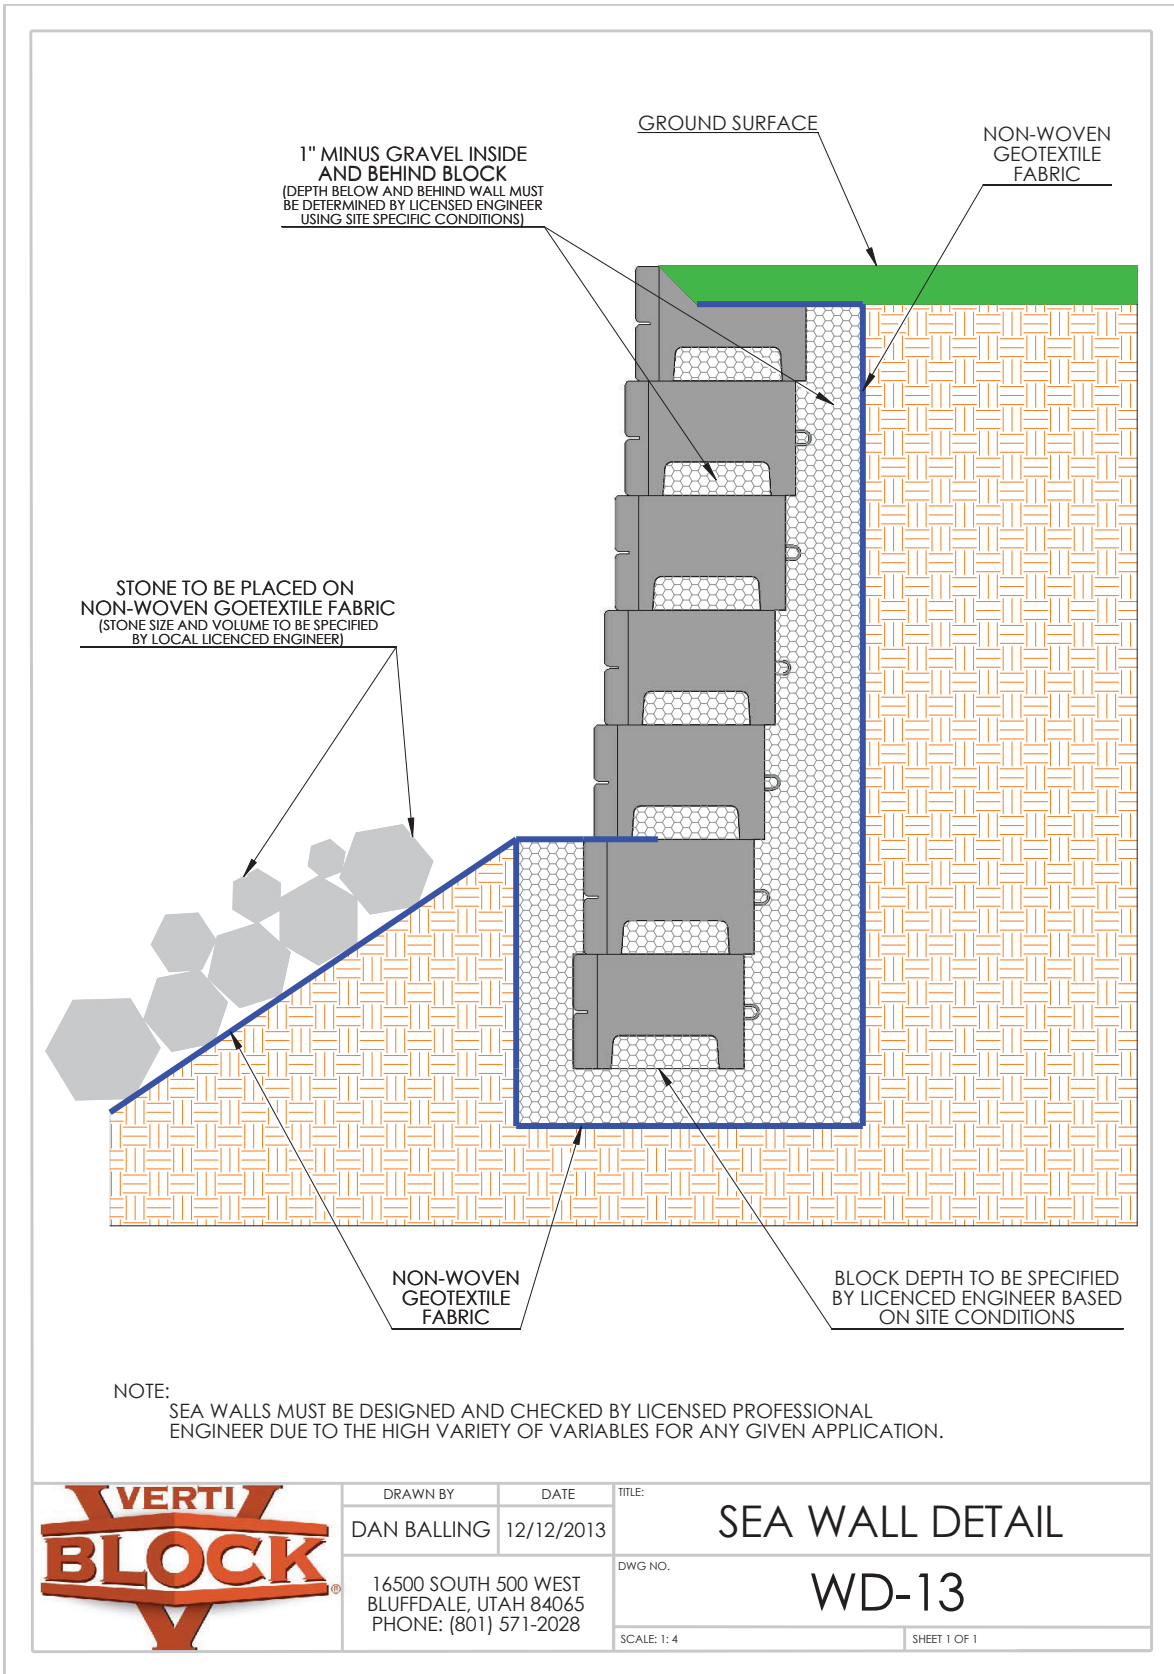 GROUND SURFACE
NON-WOVEN
GEOTEXTILE
FABRIC
1" MINUS GRAVEL INSIDE
AND BEHIND BLOCK
(DEPTH BELOW AND BEHIND WALL MUST
BE DETERMINED BY LICENSED ENGINEER
USING SITE SPECIFIC CONDITIONS)
STONE TO BE PLACED ON
NON-WOVEN GOETEXTILE FABRIC
(STONE SIZE AND VOLUME TO BE SPECIFIED
BY LOCAL LICENCED ENGINEER)
NON-WOVEN
GEOTEXTILE
FABRIC
BLOCK DEPTH TO BE SPECIFIED
BY LICENCED ENGINEER BASED
ON SITE CONDITIONS
NOTE:
SEA WALLS MUST BE DESIGNED AND CHECKED BY LICENSED PROFESSIONAL
ENGINEER DUE TO THE HIGH VARIETY OF VARIABLES FOR ANY GIVEN APPLICATION.
VERTI
BLOCK
®
DRAWN BY
DATE
DAN BALLING
12/12/2013
16500 SOUTH 500 WEST
BLUFFDALE, UTAH 84065
PHONE: (801) 571-2028
TITLE:
SEA WALL DETAIL
DWG NO.
WD-13
SCALE: 1: 4
SHEET 1 OF 1